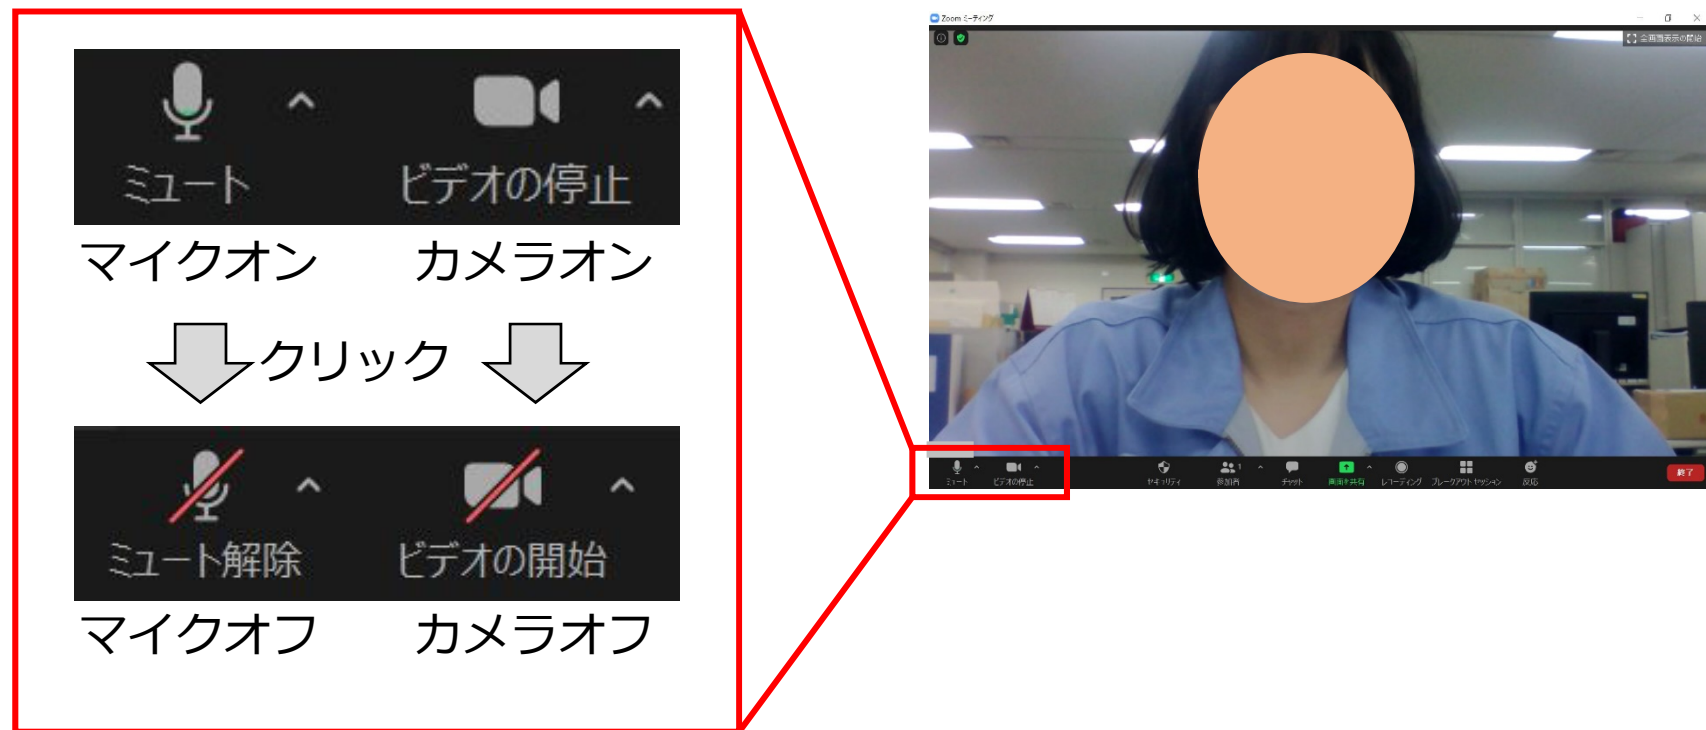 ミュート ビデオの停止
マイクオン カメラオン
クリック
ミュート解除 ビデオの開始
マイクオフ カメラオフ
Zoom ミーティング
全画面表示の開始
ミュート ビデオの停止 セキュリティ 参加者 1 チャット 画面を共有 レコーディング ブレークアウト セッション 反応 終了